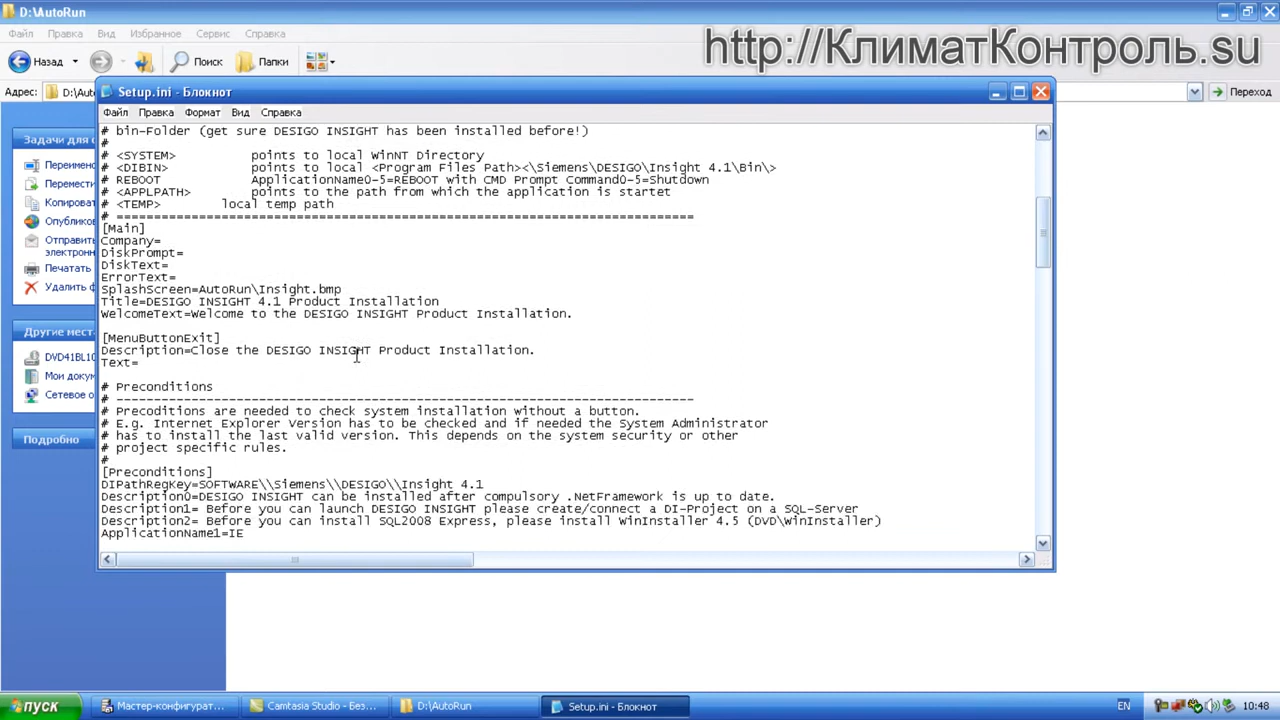 D:\AutoRun
Файл Правка Вид Избранное Сервис Справка
http://КлиматКонтроль.su
Назад Поиск Папки
Адрес: D:\Auto Переход
Setup.ini - Блокнот
Файл Правка Формат Вид Справка
Задачи для
Другие мест
Мои
Сетевое
Подробно
# bin-Folder (get sure DESIGO INSIGHT has been installed before!)
#
# <SYSTEM> points to local WinNT Directory
# <DIBIN> points to local <Program Files Path><\Siemens\DESIGO\Insight 4.1\Bin\>
# REBOOT ApplicationName0-5=REBOOT with CMD Prompt Command0-5=Shutdown
# <APPLPATH> points to the path from which the application is startet
# <TEMP> local temp path
# ===============================================================================
[Main]
Company=
DiskPrompt=
DiskText=
ErrorText=
SplashScreen=AutoRun\Insight.bmp
Title=DESIGO INSIGHT 4.1 Product Installation
WelcomeText=Welcome to the DESIGO INSIGHT Product Installation.
[MenuButtonExit]
Description=Close the DESIGO INSIGHT Product Installation.
Text=
# Preconditions
# -------------------------------------------------------------------------------
# Precoditions are needed to check system installation without a button.
# E.g. Internet Explorer Version has to be checked and if needed the System Administrator
# has to install the last valid version. This depends on the system security or other
# project specific rules.
#
[Preconditions]
DIPathRegKey=SOFTWARE\\Siemens\\DESIGO\\Insight 4.1
Description0=DESIGO INSIGHT can be installed after compulsory .NetFramework is up to date.
Description1= Before you can launch DESIGO INSIGHT please create/connect a DI-Project on a SQL-Server
Description2= Before you can install SQL2008 Express, please install WinInstaller 4.5 (DVD\WinInstaller)
ApplicationName1=IE
пуск Мастер-конфигурат... Camtasia Studio - Без... D:\AutoRun Setup.ini - Блокнот EN 10:48